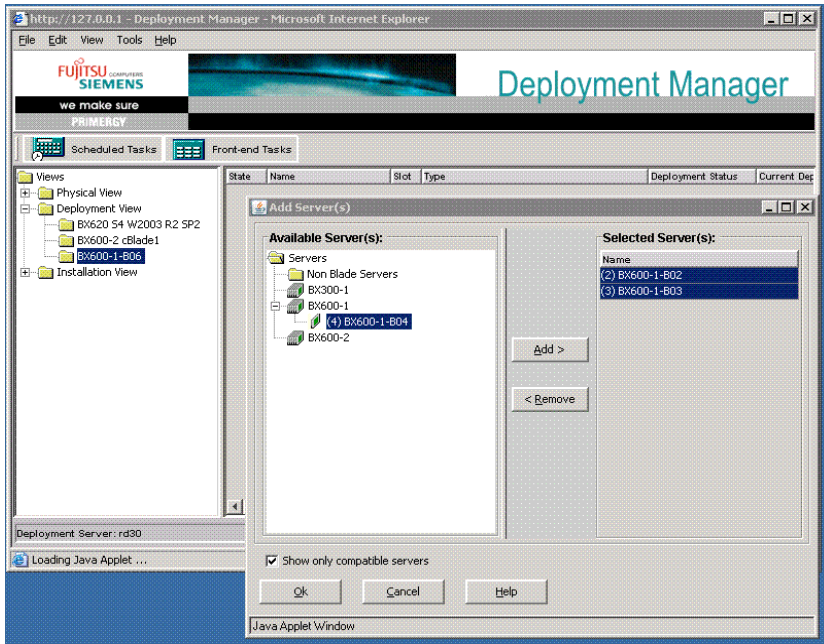 http://127.0.0.1 - Deployment Manager - Microsoft Internet Explorer
File Edit View Tools Help
FUJITSU COMPUTERS
SIEMENS
we make sure
PRIMERGY
Deployment Manager
Scheduled Tasks Front-end Tasks
Views
Physical View
Deployment View
BX620 S4 W2003 R2 SP2
BX600-2 cBlade1
BX600-1-B06
Installation View
State Name Slot Type Deployment Status Current Dep
Add Server(s)
Available Server(s):
Servers
Non Blade Servers
BX300-1
BX600-1
(4) BX600-1-B04
BX600-2
Add >
< Remove
Selected Server(s):
Name
(2) BX600-1-B02
(3) BX600-1-B03
Show only compatible servers
Ok Cancel Help
Java Applet Window
Deployment Server: rd30
Loading Java Applet ...